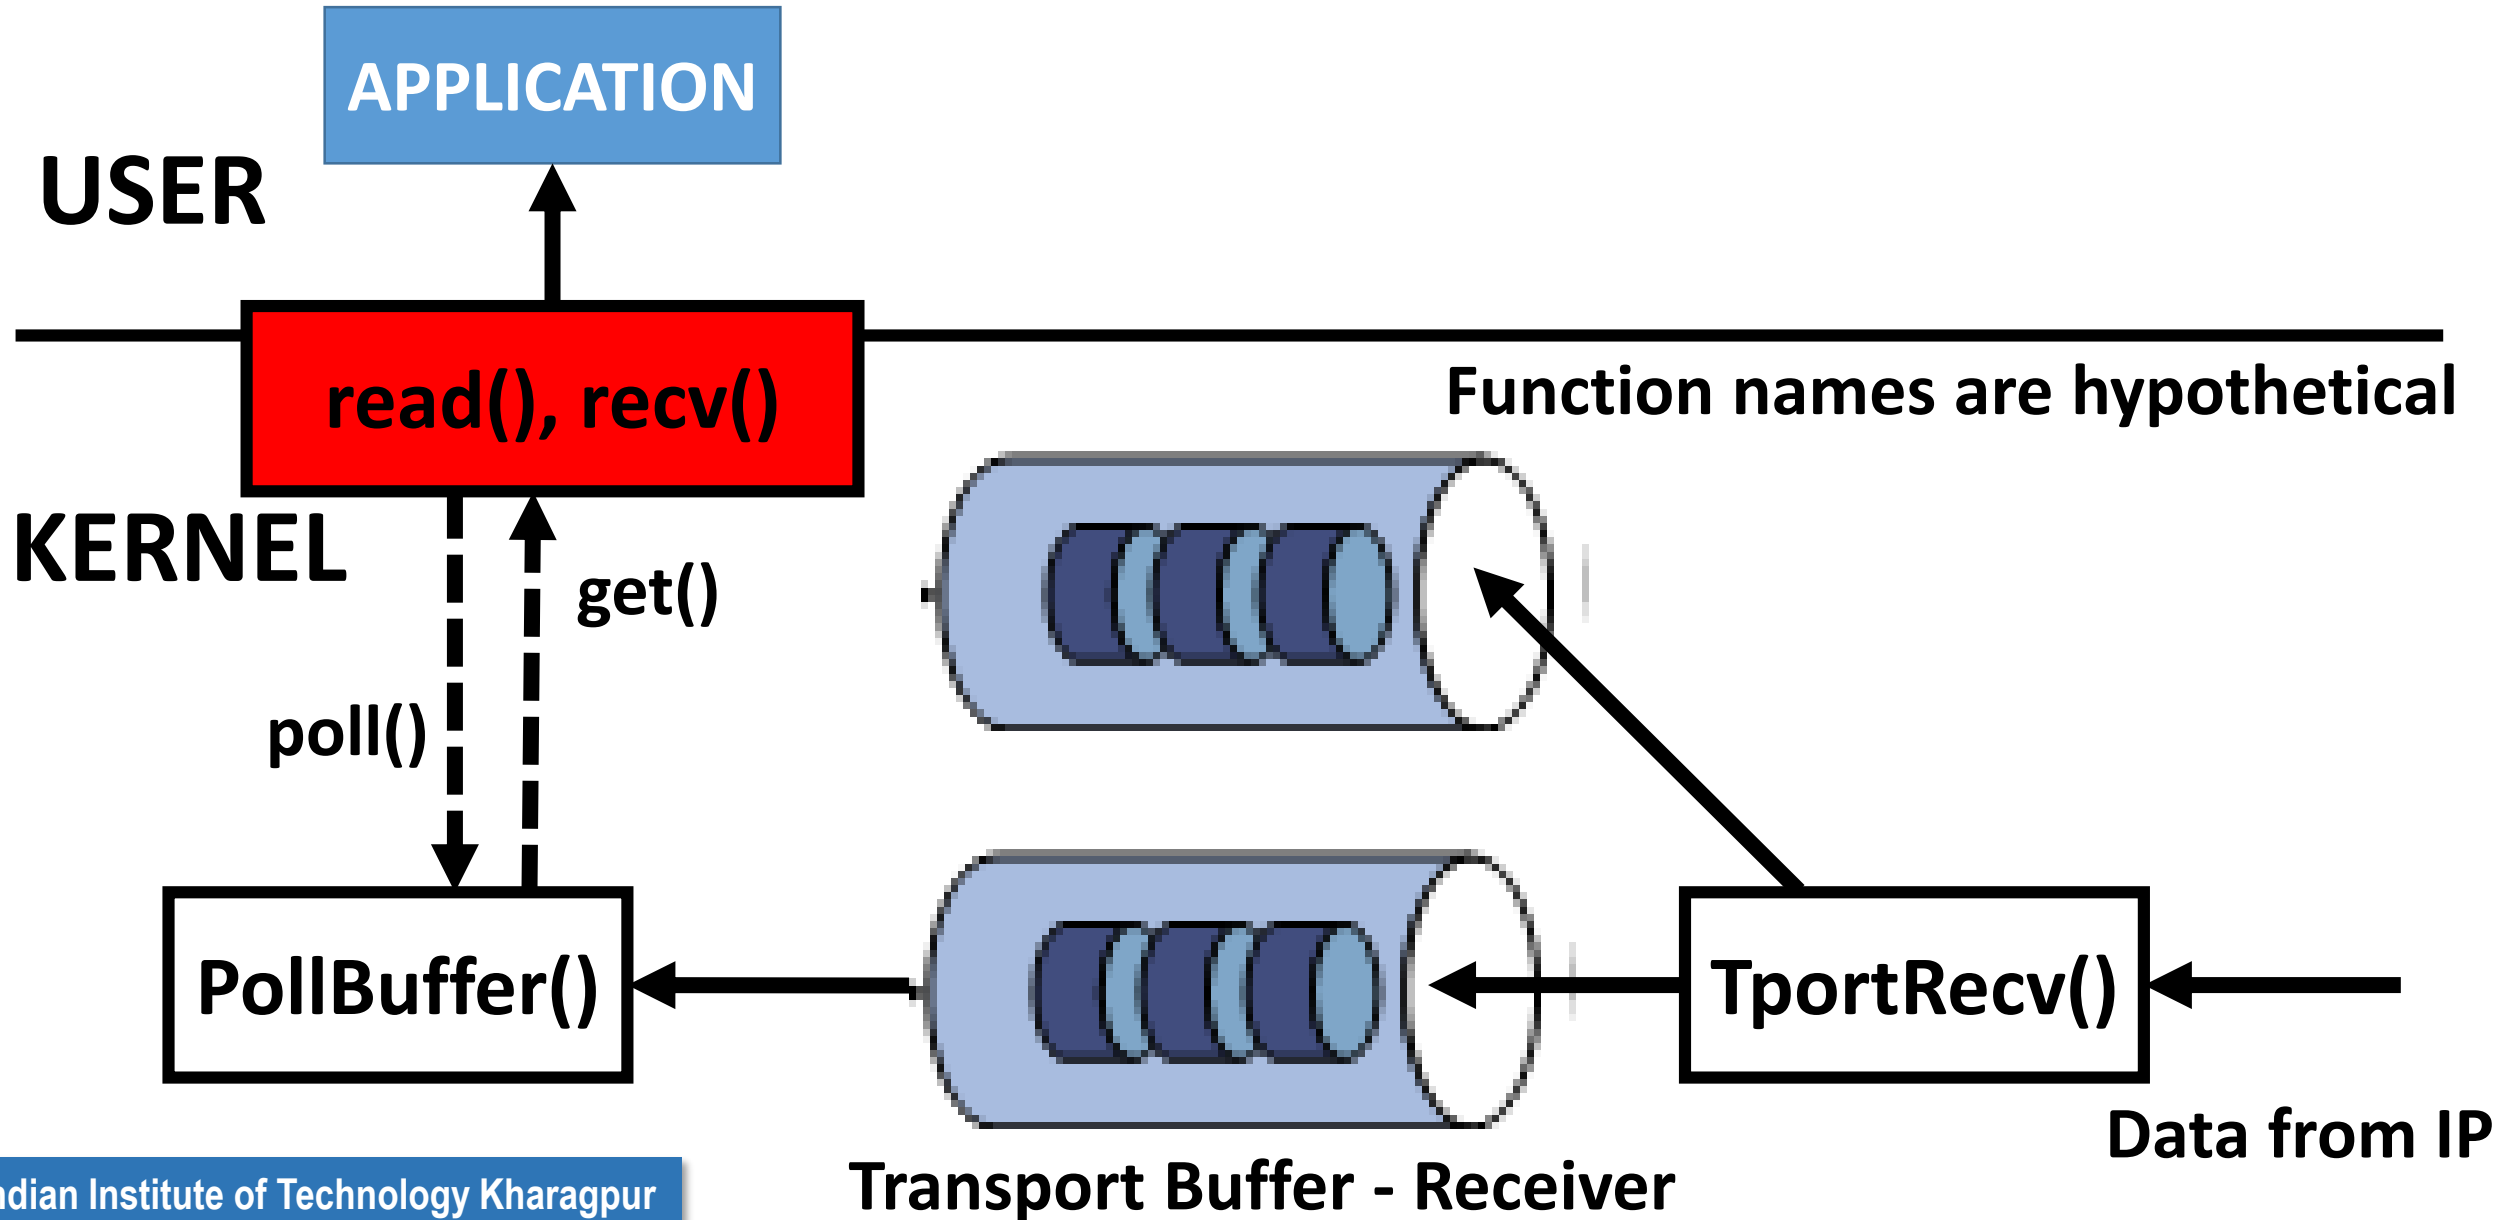 APPLICATION
USER
read(), recv()
Function names are hypothetical
KERNEL
get()
poll()
PollBuffer()
TportRecv()
Data from IP
Transport Buffer - Receiver
ndian Institute of Technology Kharagpur